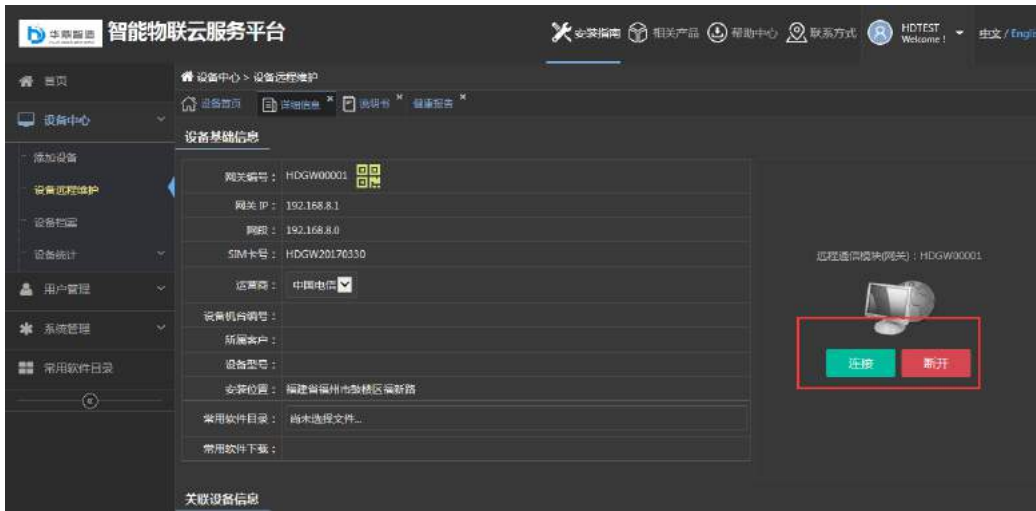 华鼎智造 智能物联云服务平台
安装指南 相关产品 帮助中心 联系方式 HDTEST Welcome ! 中文 / Englis
首页
设备中心
添加设备
设备远程维护
设备档案
设备统计
用户管理
系统管理
常用软件目录
设备中心 > 设备远程维护
设备首页 详细信息 × 说明书 × 健康报告 ×
设备基础信息
网关编号： HDGW00001
网关 IP： 192.168.8.1
网段： 192.168.8.0
SIM卡号： HDGW20170330
运营商： 中国电信
设备机台编号：
所属客户：
设备型号：
安装位置： 福建省福州市鼓楼区福新路
常用软件目录： 尚未选择文件...
常用软件下载：
远程通信模块(网关)：HDGW00001
连接 断开
关联设备信息